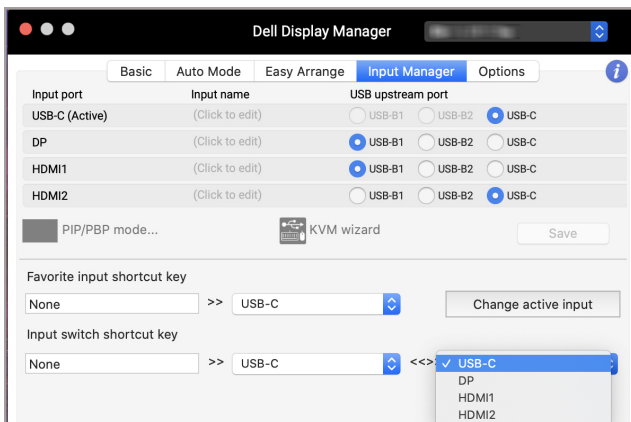 Dell Display Manager
Basic Auto Mode Easy Arrange Input Manager Options i
Input port Input name USB upstream port
USB-C (Active) (Click to edit) USB-B1 USB-B2 USB-C
DP (Click to edit) USB-B1 USB-B2 USB-C
HDMI1 (Click to edit) USB-B1 USB-B2 USB-C
HDMI2 (Click to edit) USB-B1 USB-B2 USB-C
PIP/PBP mode... KVM wizard Save
Favorite input shortcut key
None >> USB-C Change active input
Input switch shortcut key
None >> USB-C <<>> ✓ USB-C
DP
HDMI1
HDMI2